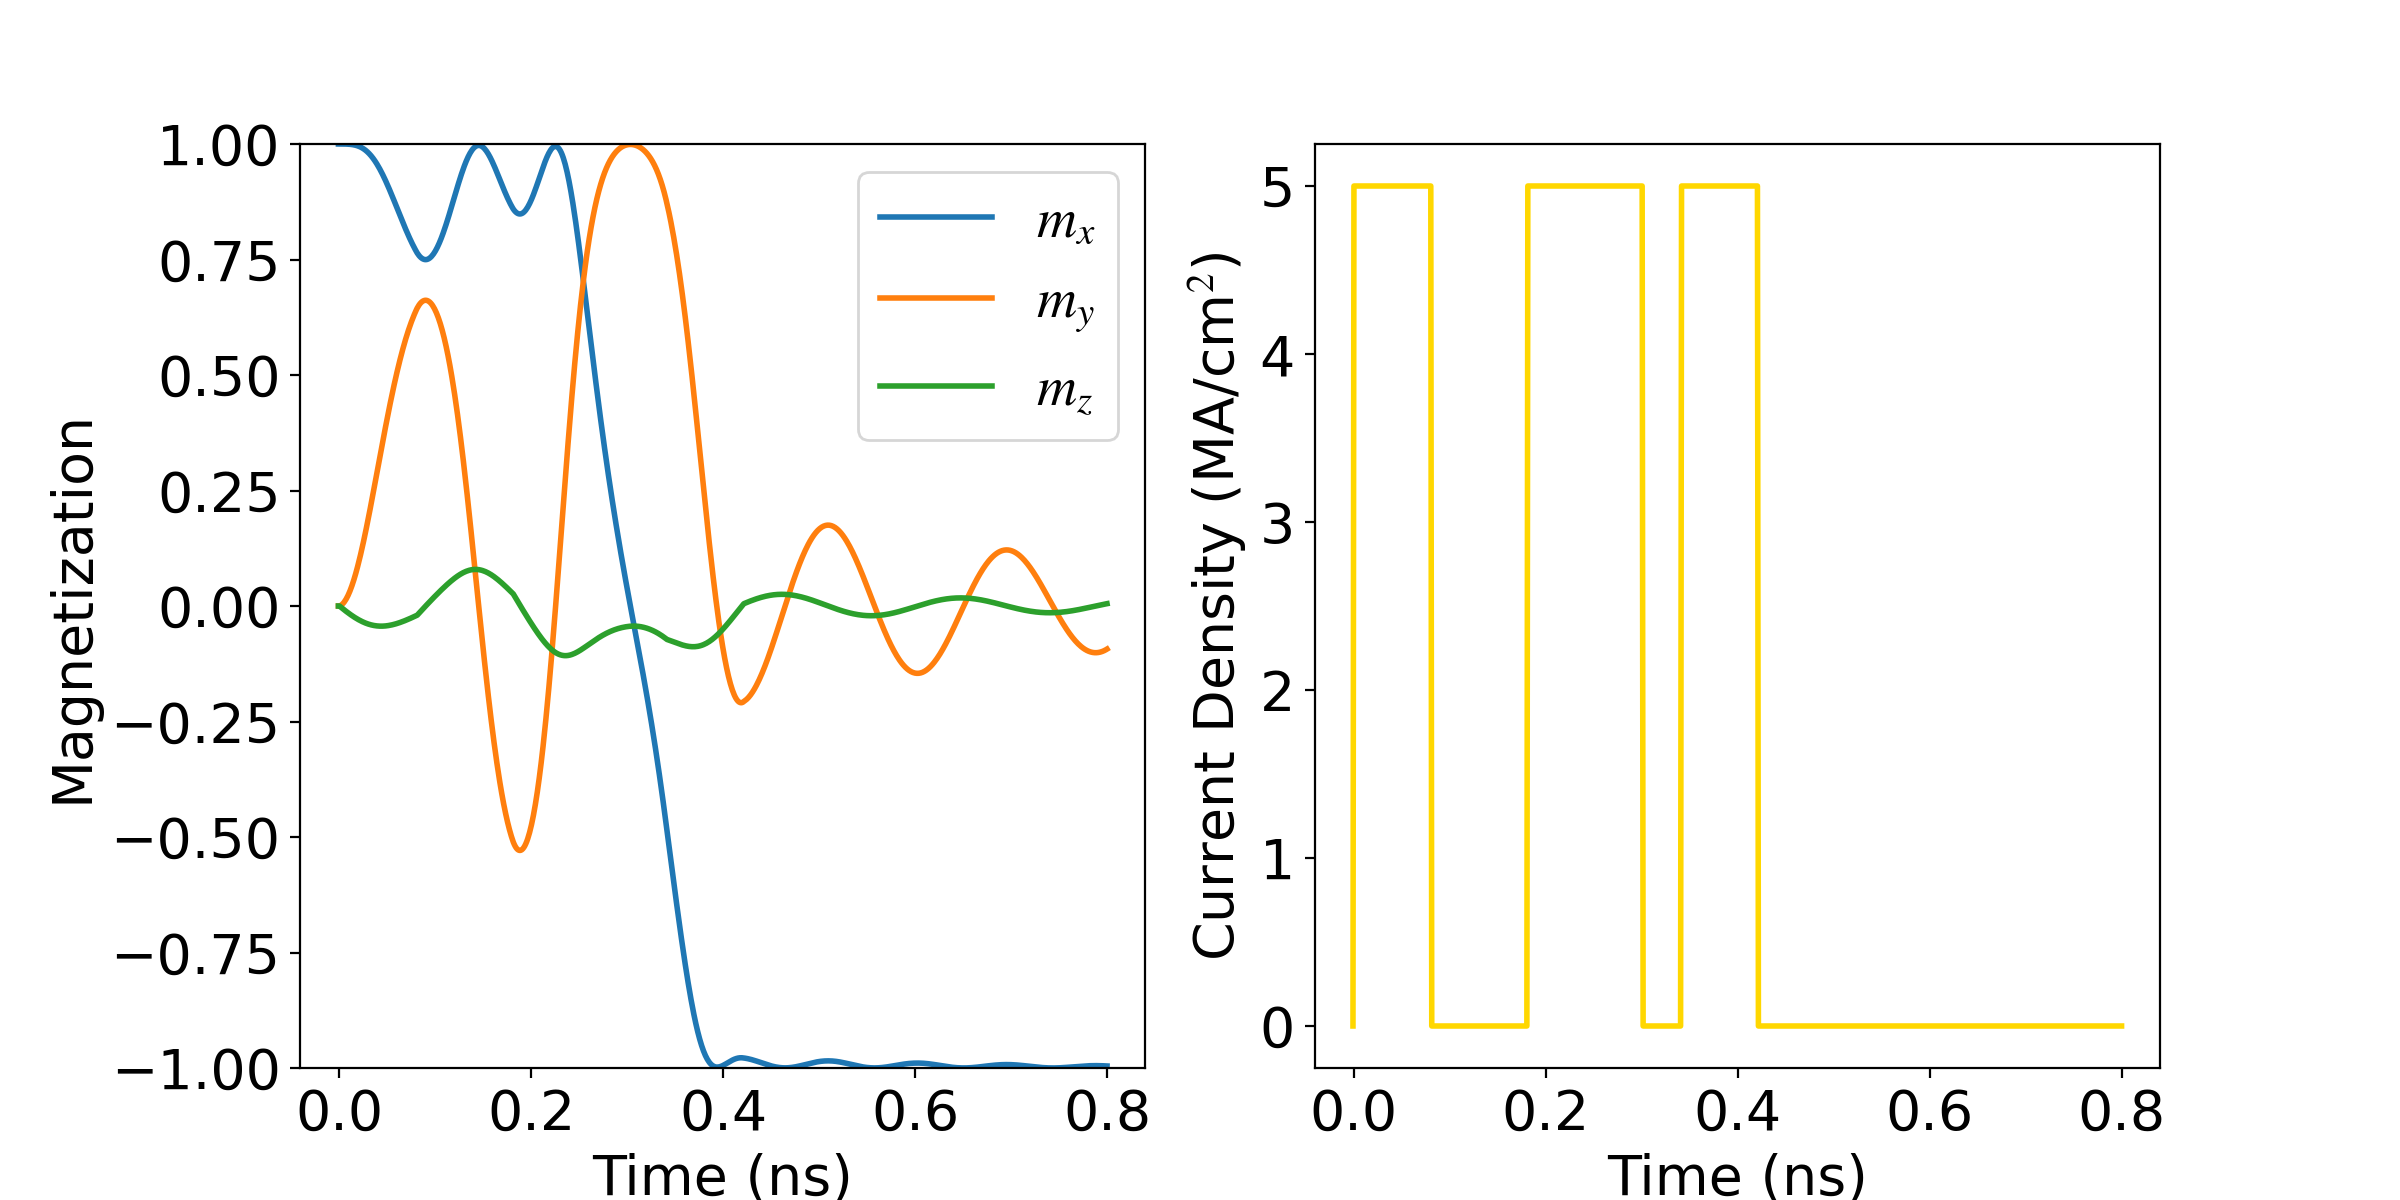 Magnetization
1.00
0.75
0.50
0.25
0.00
−0.25
−0.50
−0.75
−1.00
0.0 0.2 0.4 0.6 0.8
Time (ns)
m_x
m_y
m_z
Current Density (MA/cm²)
5
4
3
2
1
0
0.0 0.2 0.4 0.6 0.8
Time (ns)